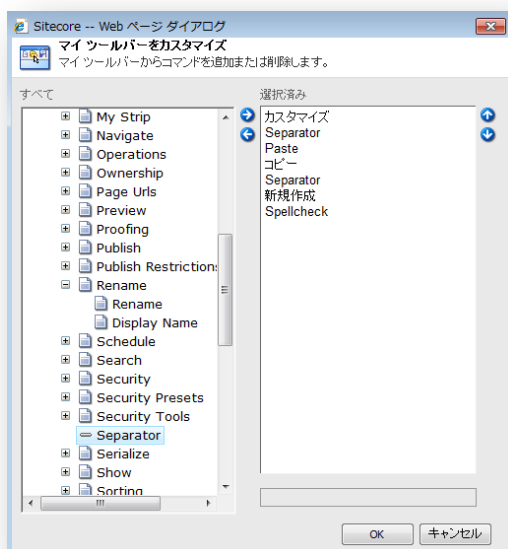 Sitecore -- Web ページ ダイアログ
マイ ツールバーをカスタマイズ
マイ ツールバーからコマンドを追加または削除します。
すべて
My Strip
Navigate
Operations
Ownership
Page Urls
Preview
Proofing
Publish
Publish Restriction
Rename
Rename
Display Name
Schedule
Search
Security
Security Presets
Security Tools
Separator
Serialize
Show
Sorting
選択済み
カスタマイズ
Separator
Paste
コピー
Separator
新規作成
Spellcheck
OK
キャンセル